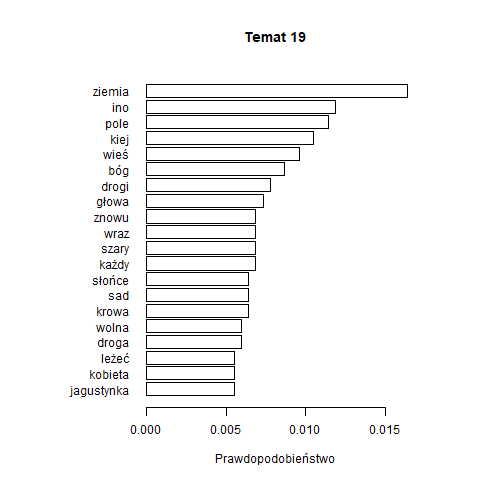 Temat 19
ziemia
ino
pole
kiej
wieś
bóg
drogi
głowa
znowu
wraz
szary
każdy
słońce
sad
krowa
wolna
droga
leżeć
kobieta
jagustynka
0.000 0.005 0.010 0.015
Prawdopodobieństwo